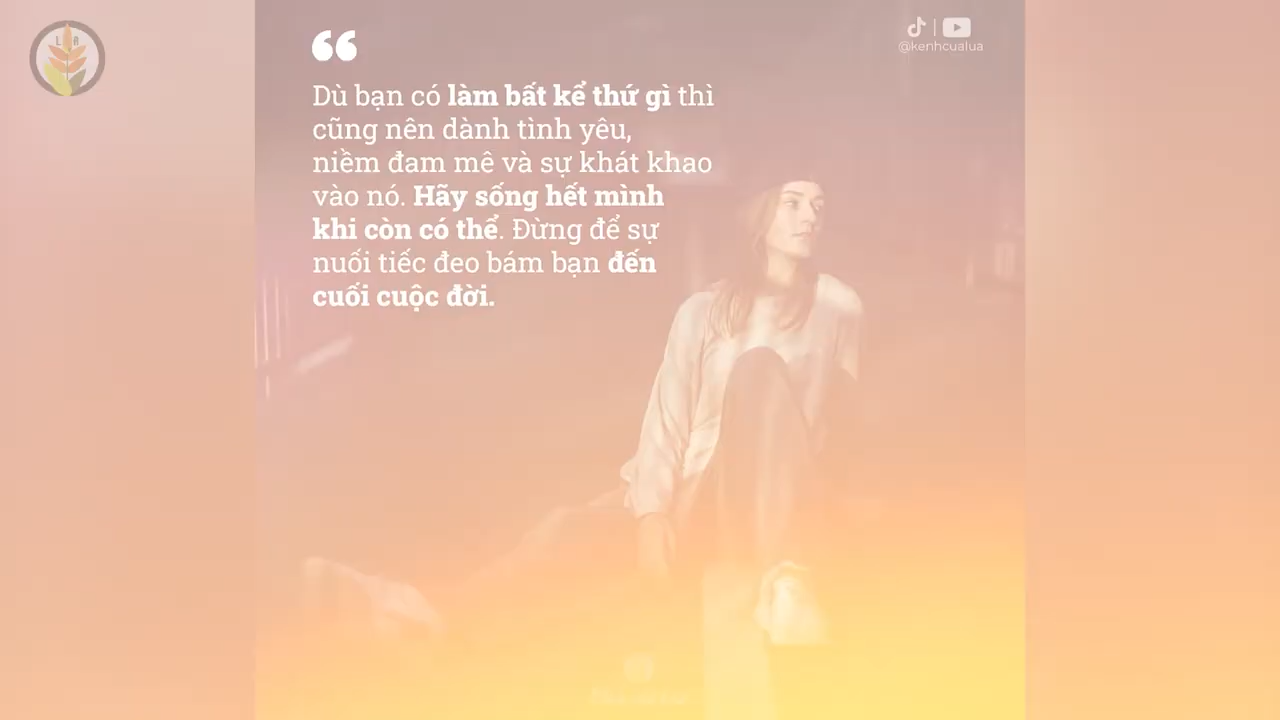 L A
@kenhcualua
Dù bạn có làm bất kể thứ gì thì
cũng nên dành tình yêu,
niềm đam mê và sự khát khao
vào nó. Hãy sống hết mình
khi còn có thể. Đừng để sự
nuối tiếc đeo bám bạn đến
cuối cuộc đời.